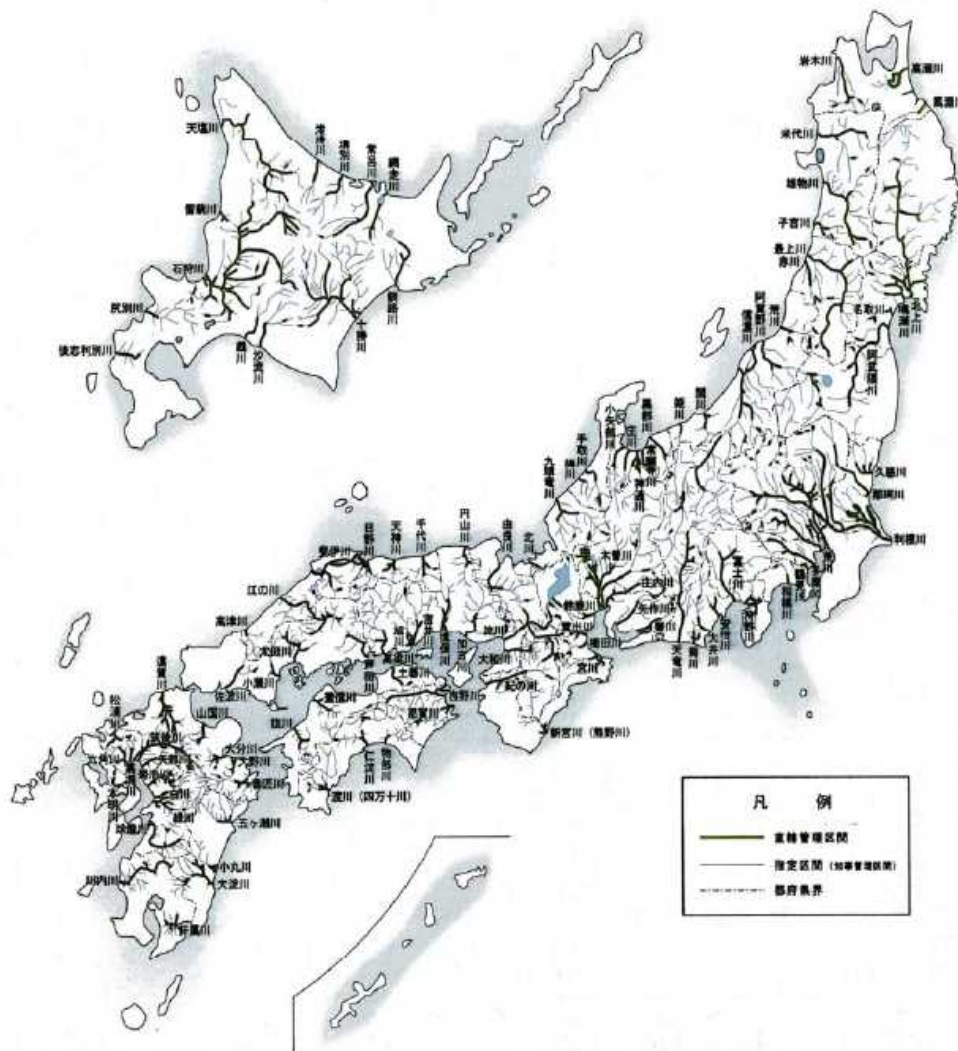 天塩川
渚滑川
湧別川
常呂川
網走川
留萌川
石狩川
尻別川
後志利別川
鵡川
沙流川
十勝川
釧路川
岩木川
高瀬川
米代川
雄物川
子吉川
最上川
赤川
名取川
鳴瀬川
北上川
荒川
阿賀野川
信濃川
阿武隈川
関川
姫川
黒部川
常願寺川
神通川
庄川
小矢部川
手取川
梯川
九頭竜川
久慈川
那珂川
利根川
荒川
多摩川
鶴見川
相模川
富士川
狩野川
安倍川
大井川
菊川
天竜川
豊川
矢作川
庄内川
木曽川
鈴鹿川
雲出川
櫛田川
宮川
北川
由良川
円山川
千代川
天神川
日野川
斐伊川
江の川
高津川
太田川
小瀬川
佐波川
芦田川
高梁川
旭川
吉井川
揖保川
加古川
淀川
大和川
紀の川
新宮川（熊野川）
土器川
重信川
肱川
吉野川
那賀川
物部川
仁淀川
渡川（四万十川）
遠賀川
山国川
松浦川
六角川
嘉瀬川
筑後川
矢部川
菊池川
白川
緑川
本明川
球磨川
大分川
大野川
番匠川
五ヶ瀬川
小丸川
大淀川
川内川
肝属川
凡　例
直轄管理区間
指定区間（知事管理区間）
都府県界